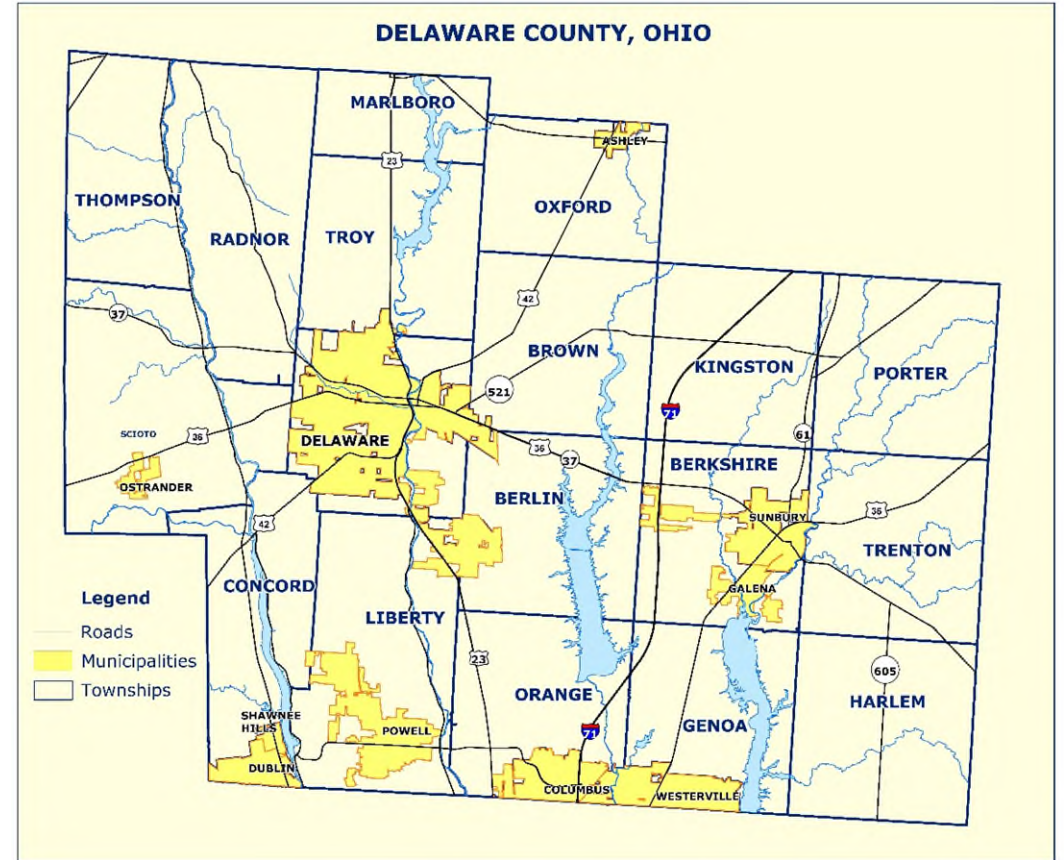 DELAWARE COUNTY, OHIO
MARLBORO
23
ASHLEY
THOMPSON
OXFORD
RADNOR
TROY
42
37
BROWN
KINGSTON
PORTER
521
71
SCIOTO
36
DELAWARE
61
36
37
BERKSHIRE
OSTRANDER
BERLIN
SUNBURY
36
42
TRENTON
CONCORD
GALENA
Legend
Roads
Municipalities
Townships
LIBERTY
23
605
ORANGE
HARLEM
SHAWNEE
HILLS
POWELL
71
GENOA
DUBLIN
COLUMBUS
WESTERVILLE